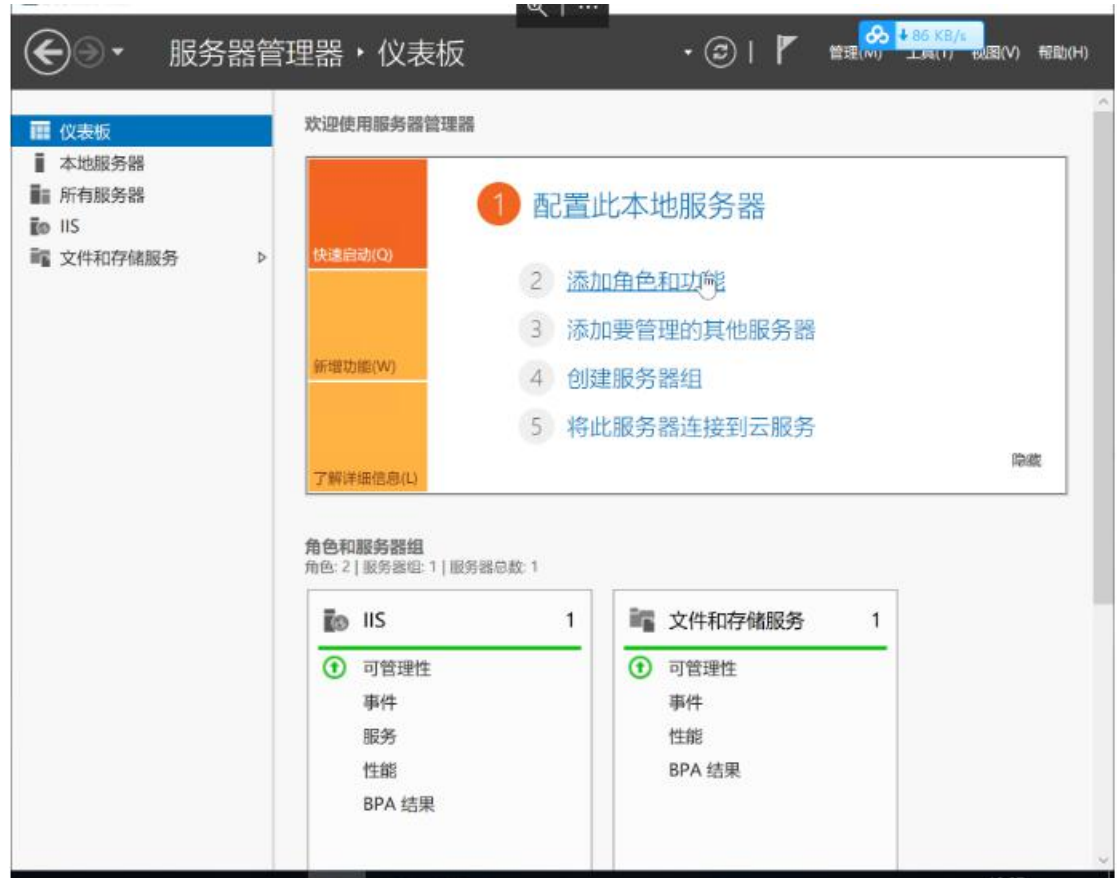 服务器管理器 · 仪表板
管理(M) 工具(T) 视图(V) 帮助(H)
86 KB/s
仪表板
本地服务器
所有服务器
IIS
文件和存储服务
欢迎使用服务器管理器
快速启动(Q)
新增功能(W)
了解详细信息(L)
1 配置此本地服务器
2 添加角色和功能
3 添加要管理的其他服务器
4 创建服务器组
5 将此服务器连接到云服务
隐藏
角色和服务器组
角色: 2 | 服务器组: 1 | 服务器总数: 1
IIS 1
可管理性
事件
服务
性能
BPA 结果
文件和存储服务 1
可管理性
事件
性能
BPA 结果